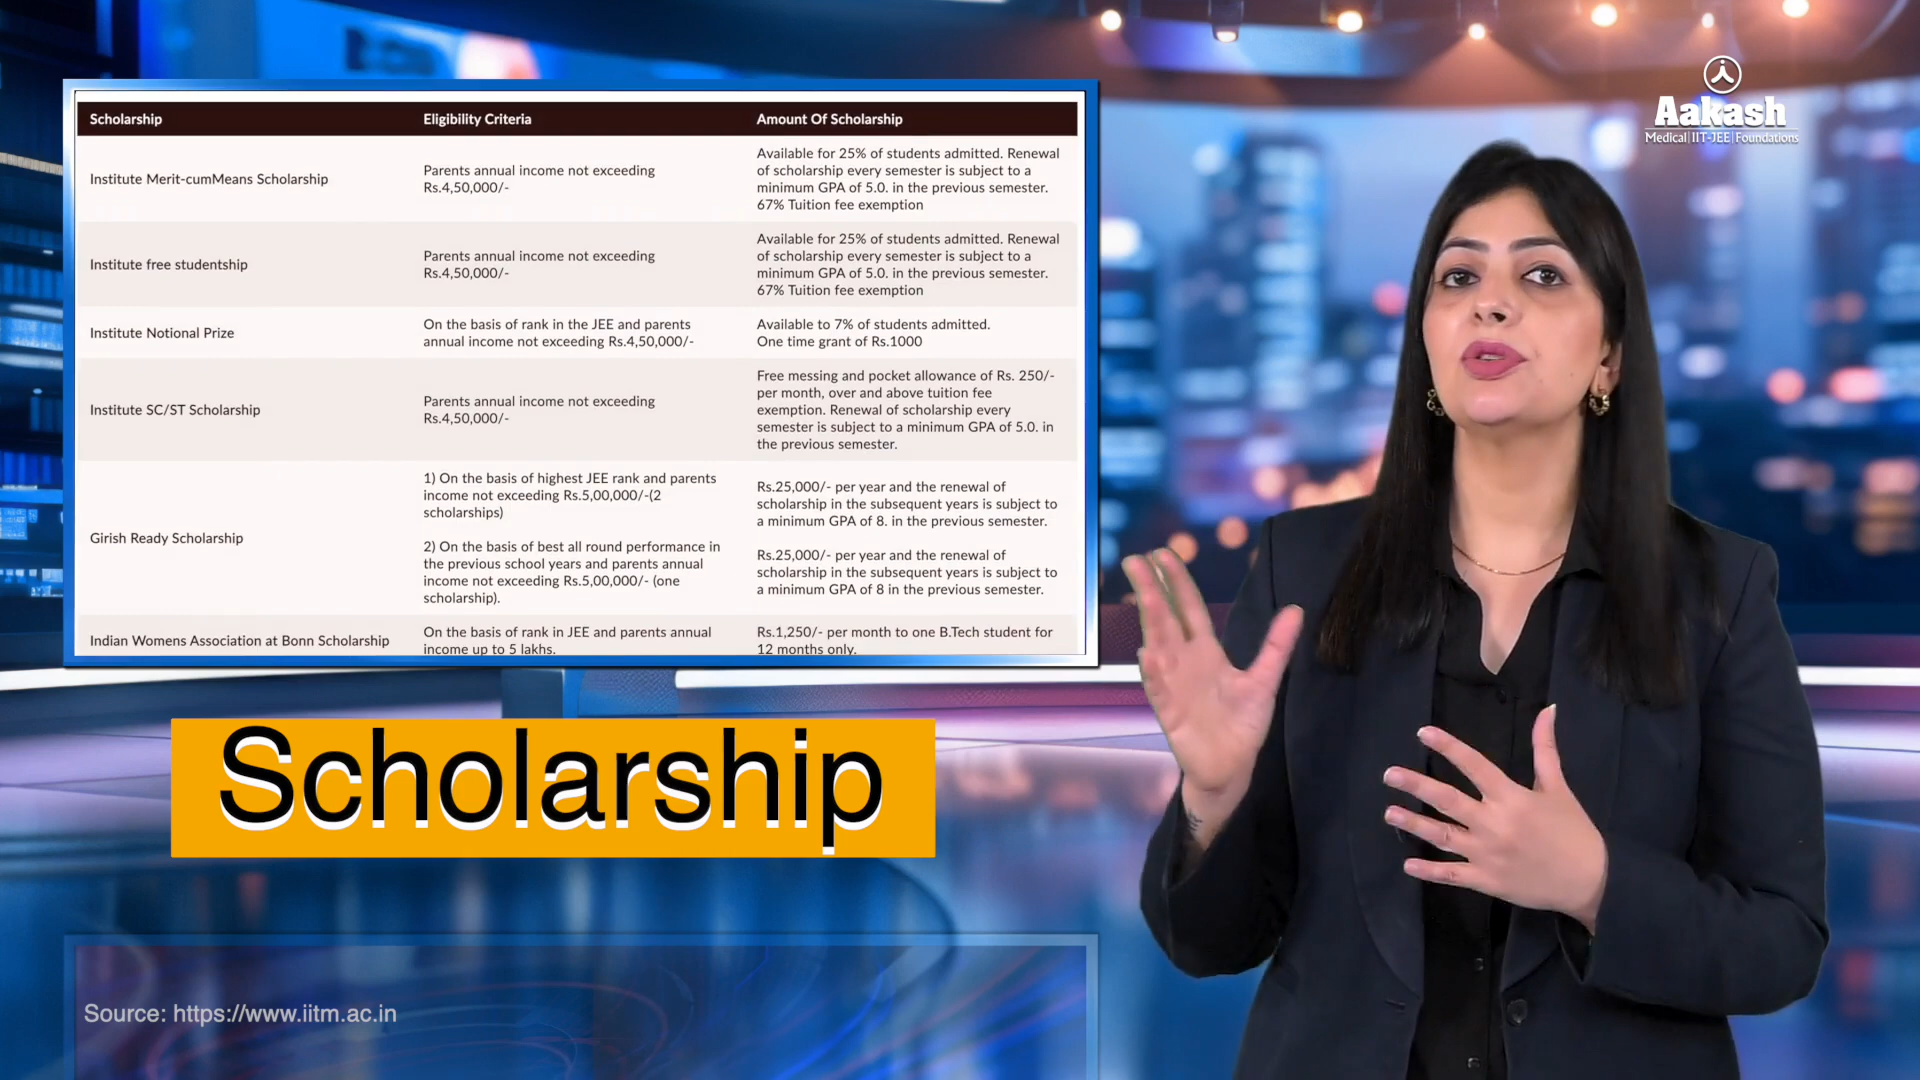 Aakash
Medical|IIT-JEE|Foundations
Scholarship
Eligibility Criteria
Amount Of Scholarship
Institute Merit-cumMeans Scholarship
Parents annual income not exceeding
Rs.4,50,000/-
Available for 25% of students admitted. Renewal
of scholarship every semester is subject to a
minimum GPA of 5.0. in the previous semester.
67% Tuition fee exemption
Institute free studentship
Parents annual income not exceeding
Rs.4,50,000/-
Available for 25% of students admitted. Renewal
of scholarship every semester is subject to a
minimum GPA of 5.0. in the previous semester.
67% Tuition fee exemption
Institute Notional Prize
On the basis of rank in the JEE and parents
annual income not exceeding Rs.4,50,000/-
Available to 7% of students admitted.
One time grant of Rs.1000
Institute SC/ST Scholarship
Parents annual income not exceeding
Rs.4,50,000/-
Free messing and pocket allowance of Rs. 250/-
per month, over and above tuition fee
exemption. Renewal of scholarship every
semester is subject to a minimum GPA of 5.0. in
the previous semester.
Girish Ready Scholarship
1) On the basis of highest JEE rank and parents
income not exceeding Rs.5,00,000/-(2
scholarships)
2) On the basis of best all round performance in
the previous school years and parents annual
income not exceeding Rs.5,00,000/- (one
scholarship).
Rs.25,000/- per year and the renewal of
scholarship in the subsequent years is subject to
a minimum GPA of 8. in the previous semester.
Rs.25,000/- per year and the renewal of
scholarship in the subsequent years is subject to
a minimum GPA of 8 in the previous semester.
Indian Womens Association at Bonn Scholarship
On the basis of rank in JEE and parents annual
income up to 5 lakhs.
Rs.1,250/- per month to one B.Tech student for
12 months only.
Scholarship
Source: https://www.iitm.ac.in